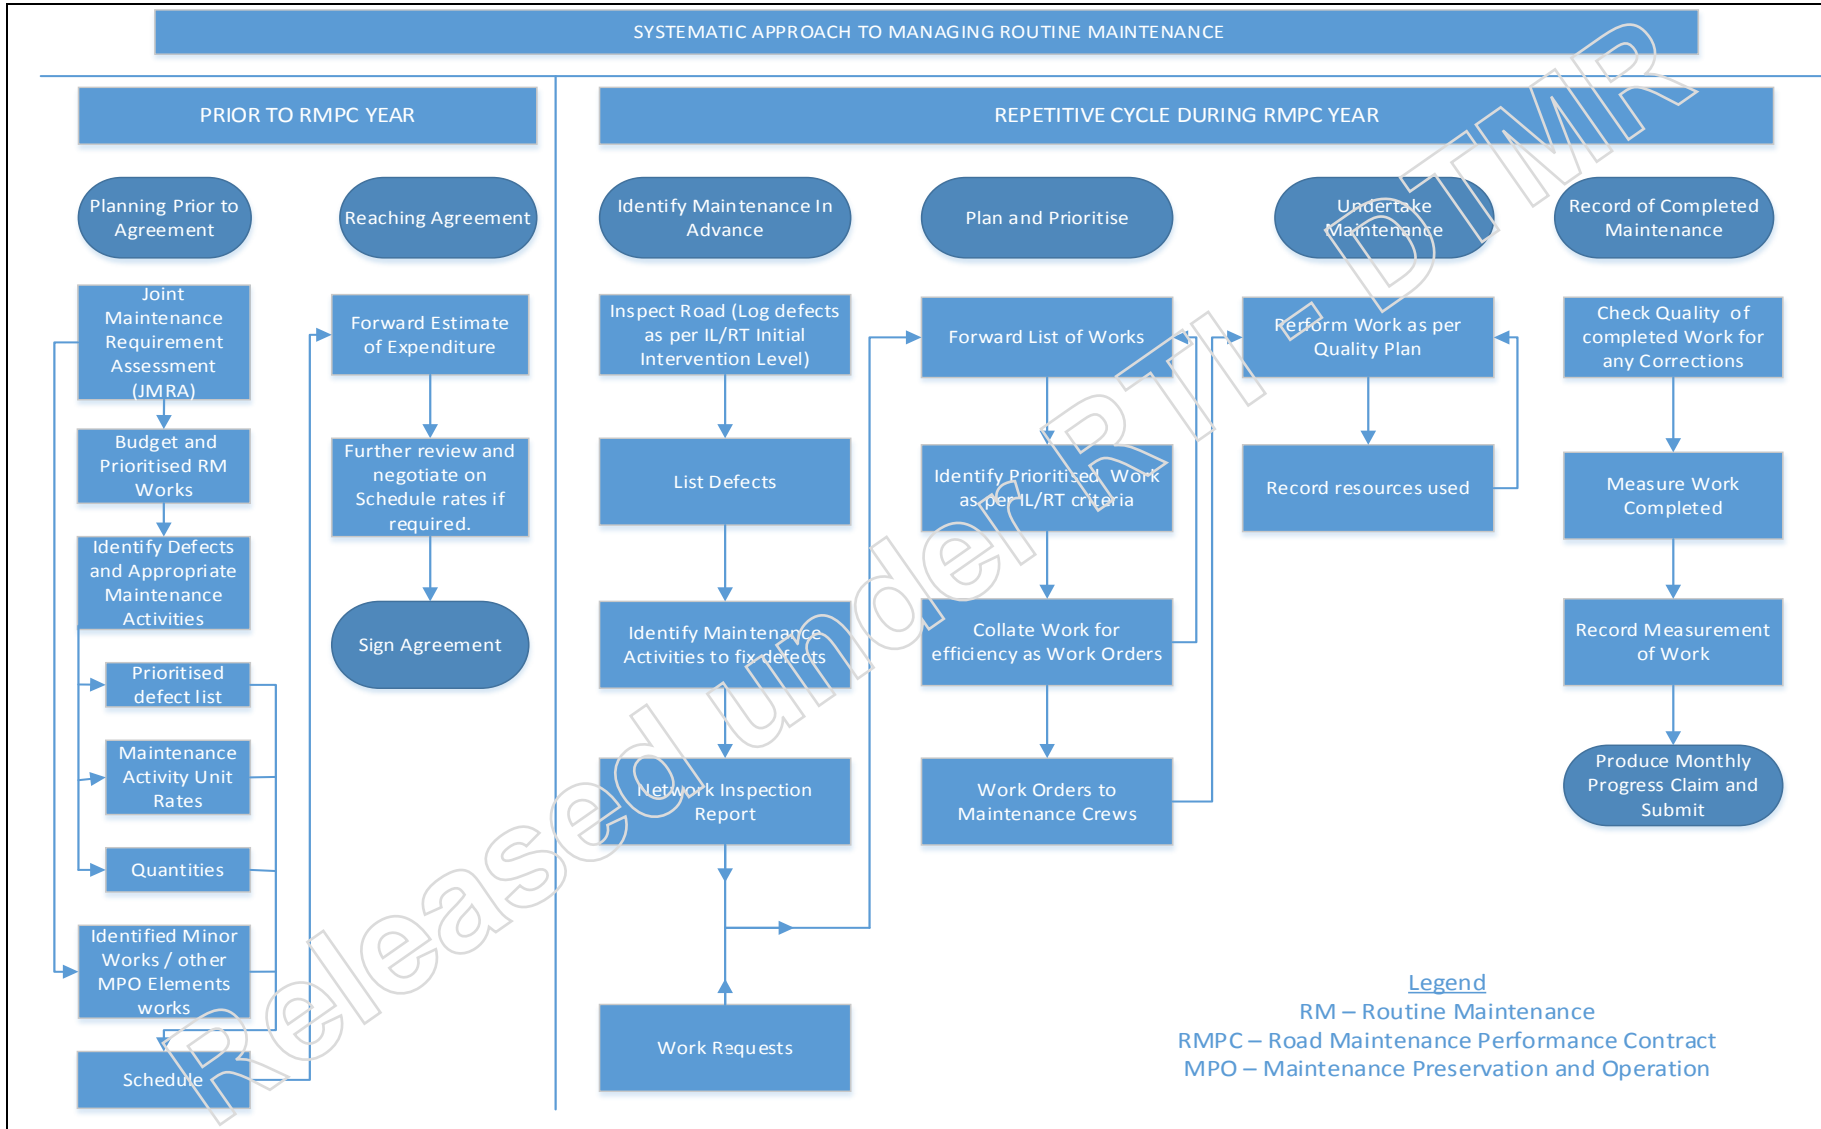 SYSTEMATIC APPROACH TO MANAGING ROUTINE MAINTENANCE
PRIOR TO RMPC YEAR
Planning Prior to
Agreement
Joint
Maintenance
Requirement
Assessment
(JMRA)
Budget and
Prioritised RM
Works
Identify Defects
and Appropriate
Maintenance
Activities
Prioritised
defect list
Maintenance
Activity Unit
Rates
Quantities
Identified Minor
Works / other
MPO Elements
works
Schedule
Reaching Agreement
Forward Estimate
of Expenditure
Further review and
negotiate on
Schedule rates if
required.
Sign Agreement
REPETITIVE CYCLE DURING RMPC YEAR
Identify Maintenance In
Advance
Inspect Road (Log defects
as per IL/RT Initial
Intervention Level)
List Defects
Identify Maintenance
Activities to fix defects
Network Inspection
Report
Work Requests
Plan and Prioritise
Forward List of Works
Identify Prioritised Work
as per IL/RT criteria
Collate Work for
efficiency as Work Orders
Work Orders to
Maintenance Crews
Undertake
Maintenance
Perform Work as per
Quality Plan
Record resources used
Record of Completed
Maintenance
Check Quality of
completed Work for
any Corrections
Measure Work
Completed
Record Measurement
of Work
Produce Monthly
Progress Claim and
Submit
Legend
RM – Routine Maintenance
RMPC – Road Maintenance Performance Contract
MPO – Maintenance Preservation and Operation
Released under RTI - DTMR